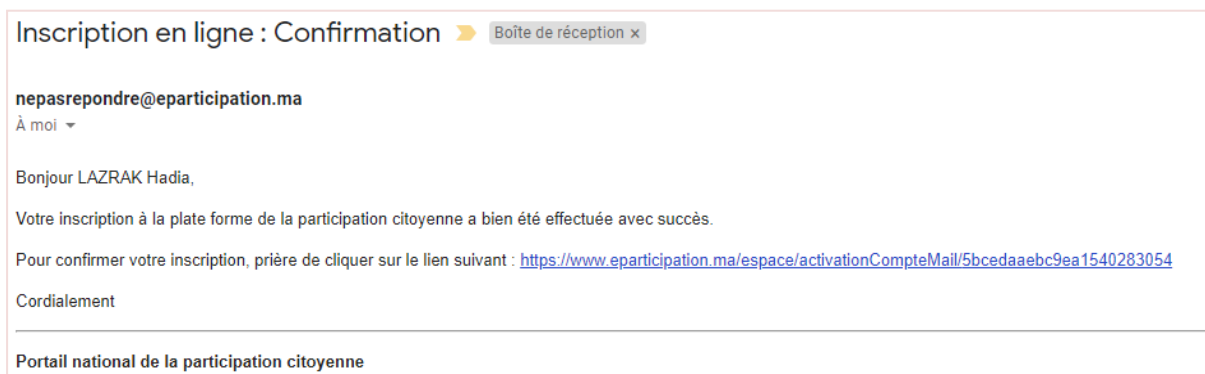 Inscription en ligne : Confirmation Boîte de réception x
nepasrepondre@eparticipation.ma
À moi
Bonjour LAZRAK Hadia,
Votre inscription à la plate forme de la participation citoyenne a bien été effectuée avec succès.
Pour confirmer votre inscription, prière de cliquer sur le lien suivant : https://www.eparticipation.ma/espace/activationCompteMail/5bcedaaebc9ea1540283054
Cordialement
Portail national de la participation citoyenne